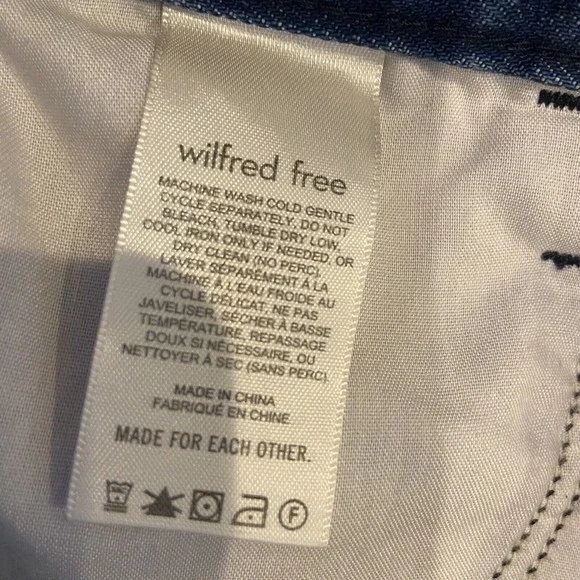 wilfred free
MACHINE WASH COLD GENTLE
CYCLE SEPARATELY. DO NOT
BLEACH, TUMBLE DRY LOW,
COOL IRON ONLY IF NEEDED. OR
DRY CLEAN (NO PERC).
LAVER SÉPARÉMENT À LA
MACHINE À L'EAU FROIDE AU
CYCLE DÉLICAT, NE PAS
JAVELISER, SÉCHER À BASSE
TEMPÉRATURE, REPASSAGE
DOUX SI NÉCESSAIRE, OU
NETTOYER À SEC (SANS PERC).
MADE IN CHINA
FABRIQUÉ EN CHINE
MADE FOR EACH OTHER.
F